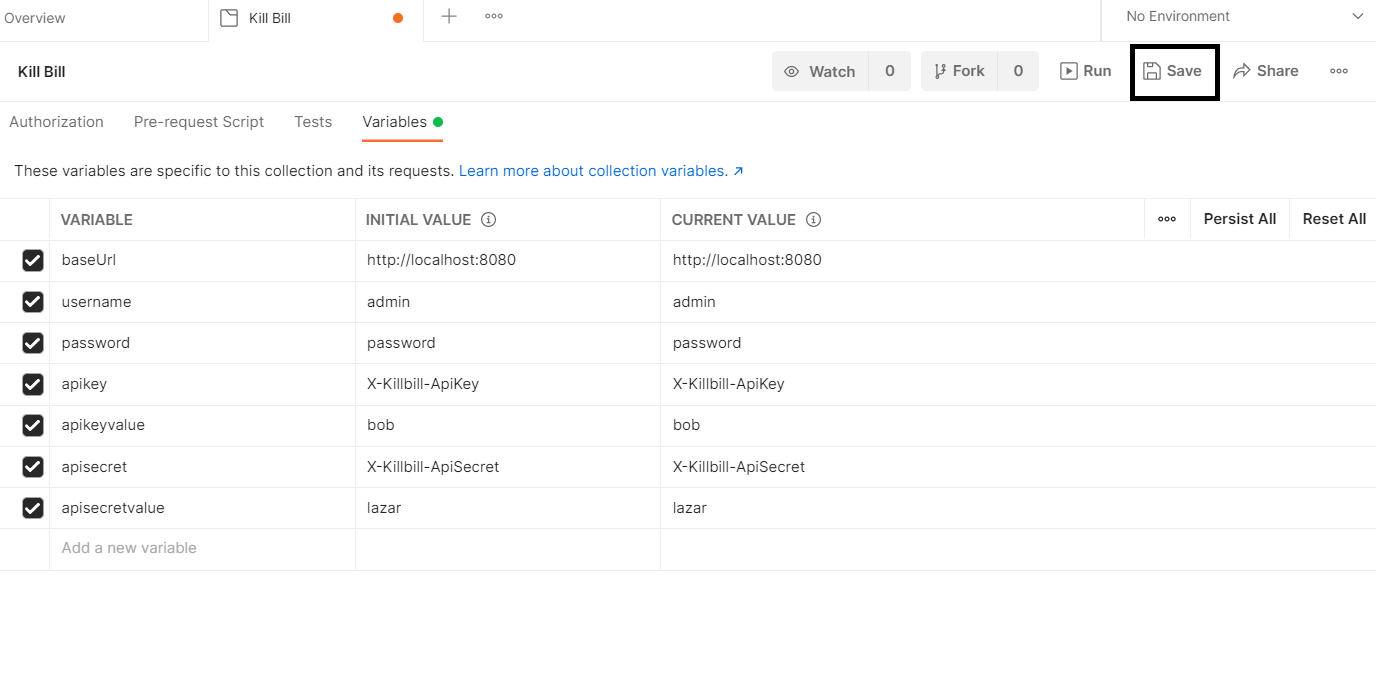 Overview
Kill Bill
No Environment
Kill Bill
Watch 0
Fork 0
Run
Save
Share
Authorization Pre-request Script Tests Variables
These variables are specific to this collection and its requests. Learn more about collection variables. ↗
VARIABLE INITIAL VALUE CURRENT VALUE Persist All Reset All
baseUrl http://localhost:8080 http://localhost:8080
username admin admin
password password password
apikey X-Killbill-ApiKey X-Killbill-ApiKey
apikeyvalue bob bob
apisecret X-Killbill-ApiSecret X-Killbill-ApiSecret
apisecretvalue lazar lazar
Add a new variable